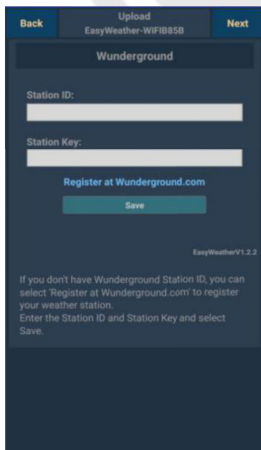 Back
Upload
Next
EasyWeather-WIFIB85B
Wunderground
Station ID:
Station Key:
Register at Wunderground.com
Save
EasyWeatherV1.2.2
If you don't have Wunderground Station ID, you can
select 'Register at Wunderground.com' to register
your weather station.
Enter the Station ID and Station Key and select
Save.